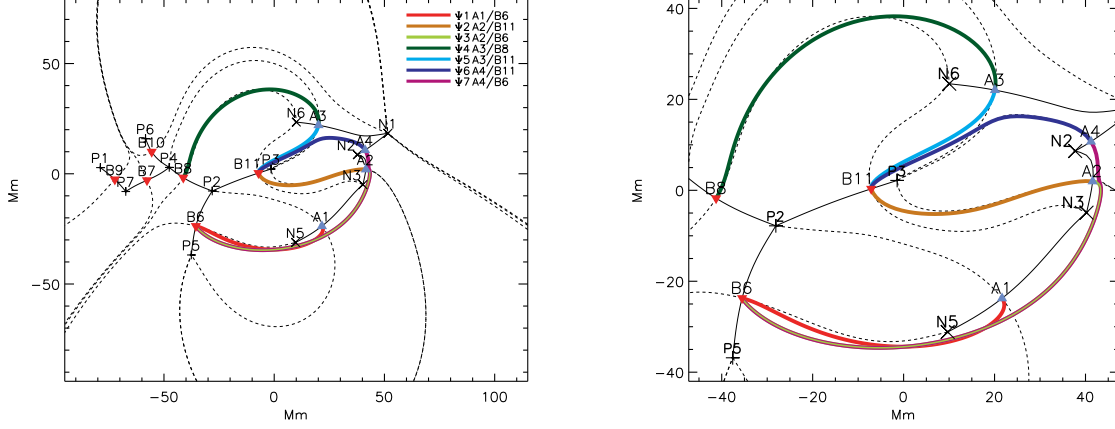 Ψ1 A1/B6
Ψ2 A2/B11
Ψ3 A2/B6
Ψ4 A3/B8
Ψ5 A3/B11
Ψ6 A4/B11
Ψ7 A4/B6
50
0
−50
Mm
−50
0
50
100
Mm
P1
B9
P7
P6
B10
B7
P4
B8
P2
B6
P5
B11
P3
N6
A3
N1
N2
A4
A2
N3
A1
N5
40
20
0
−20
−40
Mm
−40
−20
0
20
40
Mm
N6
A3
A4
N2
A2
N3
B11
P3
B8
P2
B6
P5
A1
N5